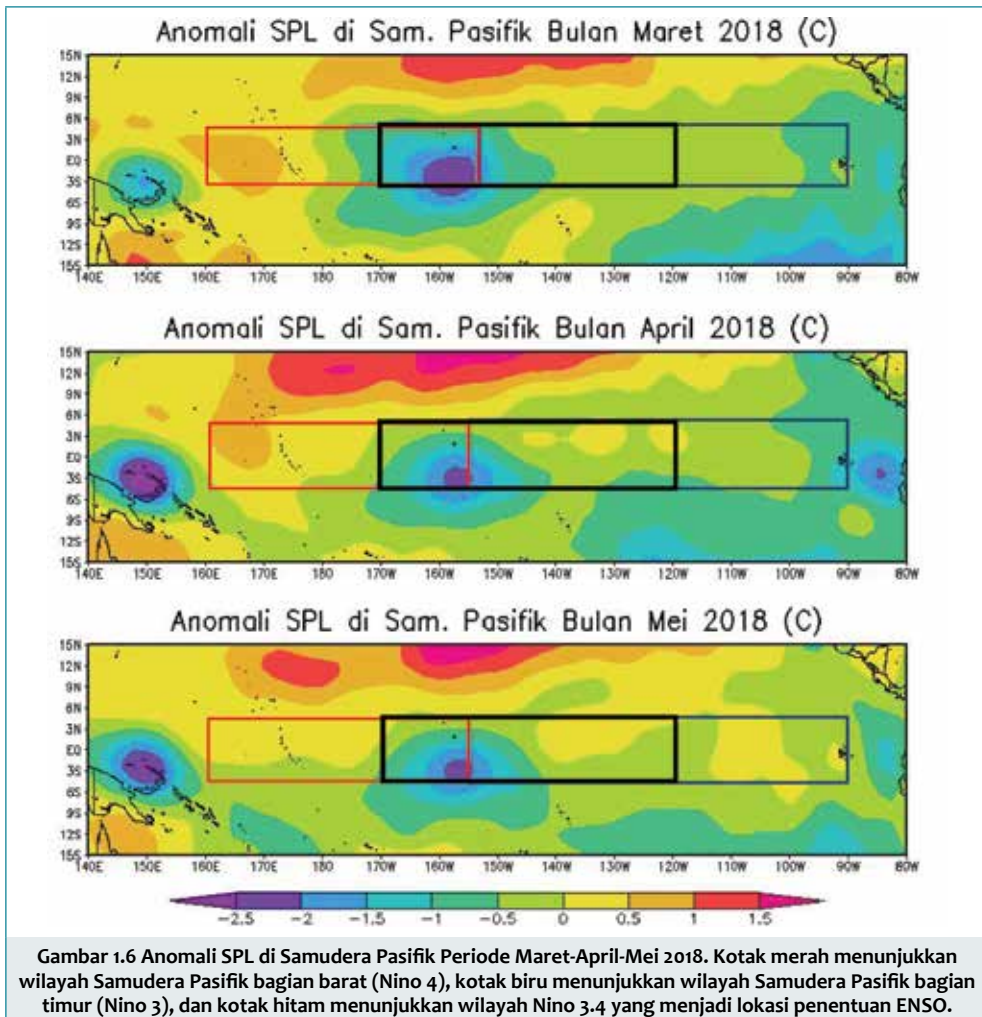 Anomali SPL di Sam. Pasifik Bulan Maret 2018 (C)
15N
12N
9N
6N
3N
EQ
3S
6S
9S
12S
15S
140E 150E 160E 170E 180 170W 160W 150W 140W 130W 120W 110W 100W 90W 80W
Anomali SPL di Sam. Pasifik Bulan April 2018 (C)
15N
12N
9N
6N
3N
EQ
3S
6S
9S
12S
15S
140E 150E 160E 170E 180 170W 160W 150W 140W 130W 120W 110W 100W 90W 80W
Anomali SPL di Sam. Pasifik Bulan Mei 2018 (C)
15N
12N
9N
6N
3N
EQ
3S
6S
9S
12S
15S
140E 150E 160E 170E 180 170W 160W 150W 140W 130W 120W 110W 100W 90W 80W
-2.5 -2 -1.5 -1 -0.5 0 0.5 1 1.5
Gambar 1.6 Anomali SPL di Samudera Pasifik Periode Maret-April-Mei 2018. Kotak merah menunjukkan
wilayah Samudera Pasifik bagian barat (Nino 4), kotak biru menunjukkan wilayah Samudera Pasifik bagian
timur (Nino 3), dan kotak hitam menunjukkan wilayah Nino 3.4 yang menjadi lokasi penentuan ENSO.